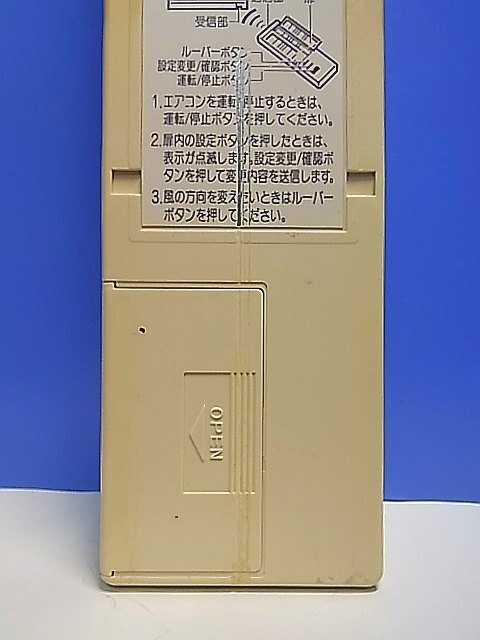 受信部
ルーバーボタン
設定変更/確認ボタン
運転/停止ボタン
1.エアコンを運転/停止するときは、
運転/停止ボタンを押してください。
2.扉内の設定ボタンを押したときは、
表示が点滅します。設定変更/確認ボ
タンを押して変更内容を送信します。
3.風の方向を変えたいときはルーバー
ボタンを押してください。
OPEN